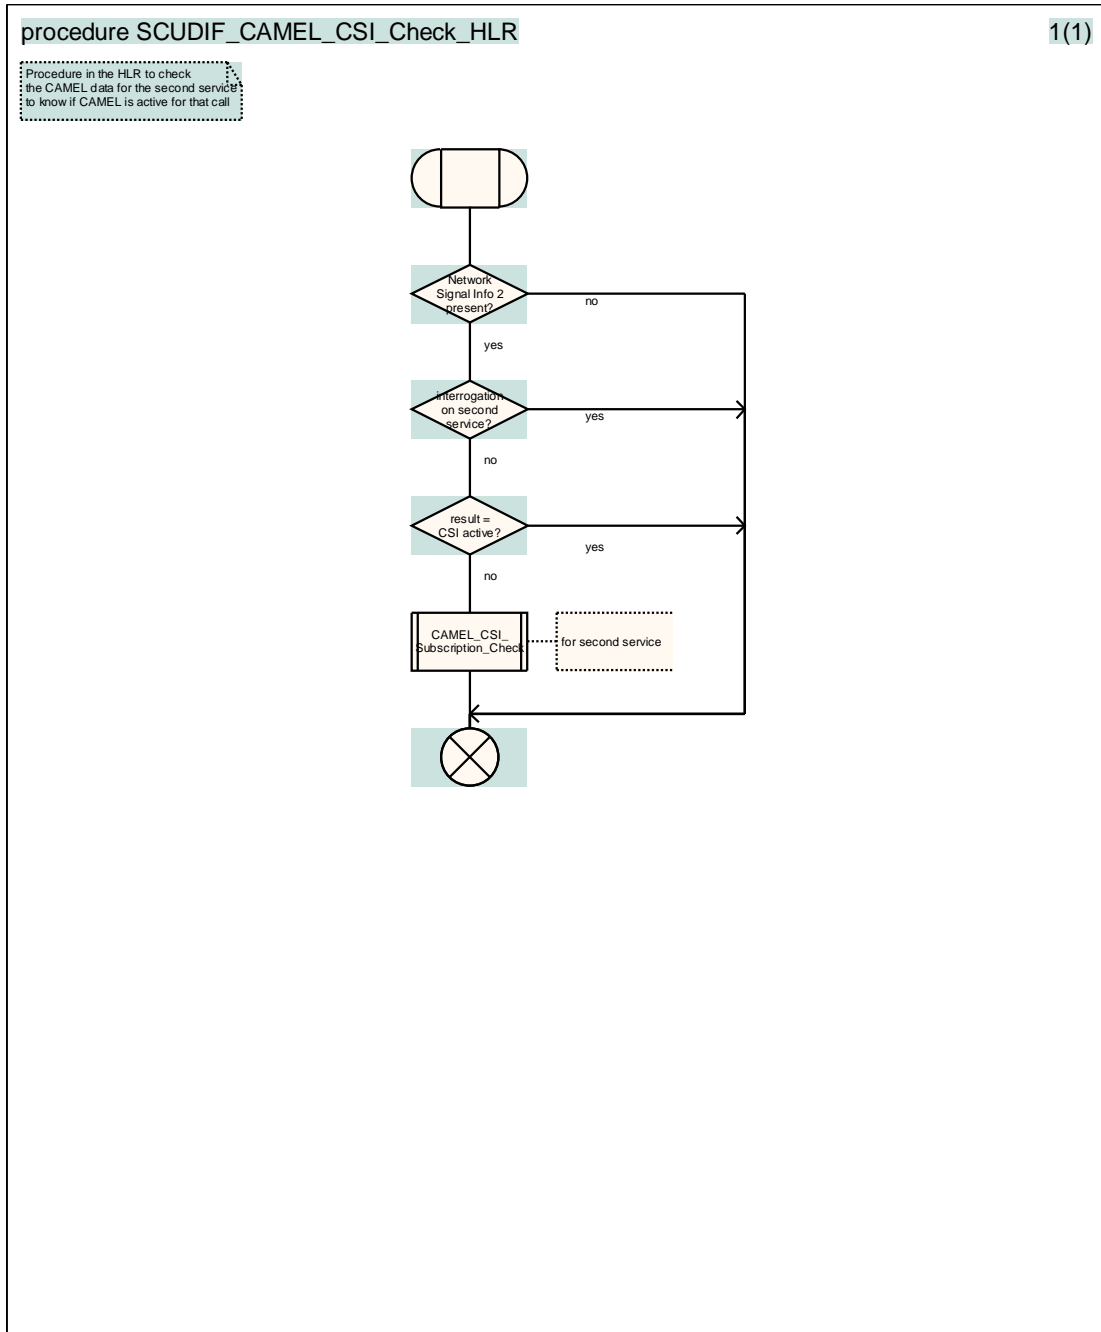 procedure SCUDIF_CAMEL_CSI_Check_HLR
1(1)
Procedure in the HLR to check
the CAMEL data for the second service
to know if CAMEL is active for that call
Network
Signal Info 2
present?
no
yes
interrogation
on second
service?
yes
no
result =
CSI active?
yes
no
CAMEL_CSI_
Subscription_Check
for second service